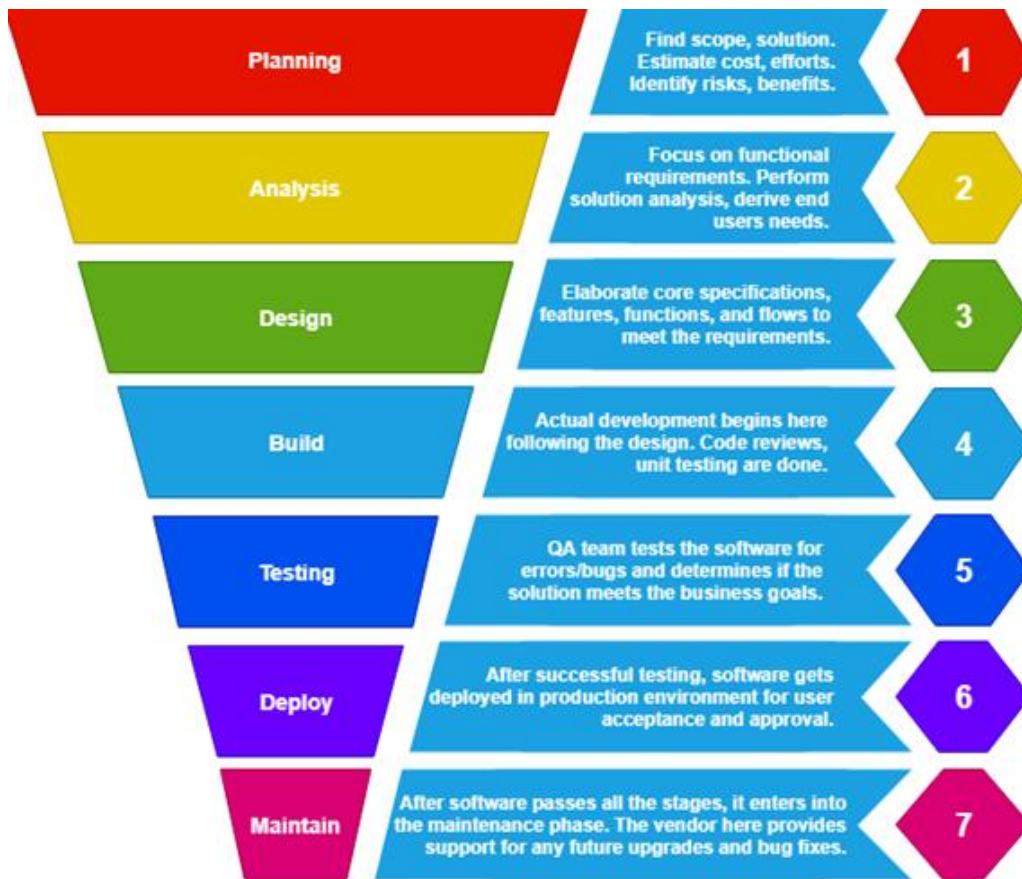 Planning
Find scope, solution.
Estimate cost, efforts.
Identify risks, benefits.
1
Analysis
Focus on functional
requirements. Perform
solution analysis, derive end
users needs.
2
Design
Elaborate core specifications,
features, functions, and flows to
meet the requirements.
3
Build
Actual development begins here
following the design. Code reviews,
unit testing are done.
4
Testing
QA team tests the software for
errors/bugs and determines if the
solution meets the business goals.
5
Deploy
After successful testing, software gets
deployed in production environment for user
acceptance and approval.
6
Maintain
After software passes all the stages, it enters into
the maintenance phase. The vendor here provides
support for any future upgrades and bug fixes.
7